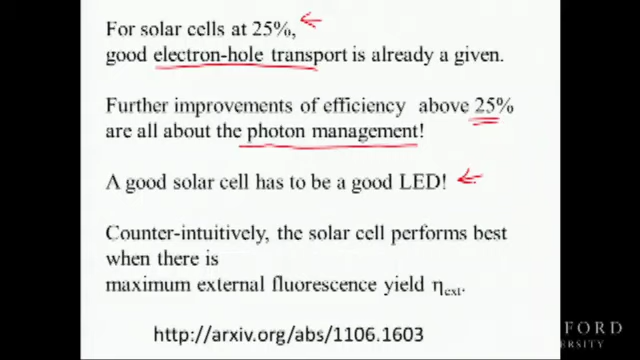 For solar cells at 25%,
good electron-hole transport is already a given.
Further improvements of efficiency above 25%
are all about the photon management!
A good solar cell has to be a good LED!
Counter-intuitively, the solar cell performs best
when there is
maximum external fluorescence yield ηext.
http://arxiv.org/abs/1106.1603